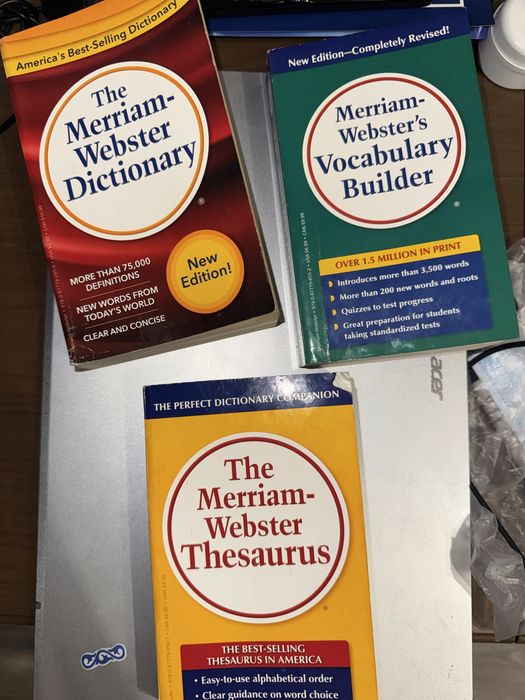 America's Best-Selling Dictionary
The
Merriam-
Webster
Dictionary
®
MORE THAN 75,000
DEFINITIONS
NEW WORDS FROM
TODAY'S WORLD
CLEAR AND CONCISE
New
Edition!
New Edition—Completely Revised!
Merriam-
Webster's
Vocabulary
Builder
®
OVER 1.5 MILLION IN PRINT
Introduces more than 3,500 words
More than 200 new words and roots
Quizzes to test progress
Great preparation for students
taking standardized tests
acer
THE PERFECT DICTIONARY COMPANION
The
Merriam-
Webster
Thesaurus
®
THE BEST-SELLING
THESAURUS IN AMERICA
• Easy-to-use alphabetical order
• Clear guidance on word choice